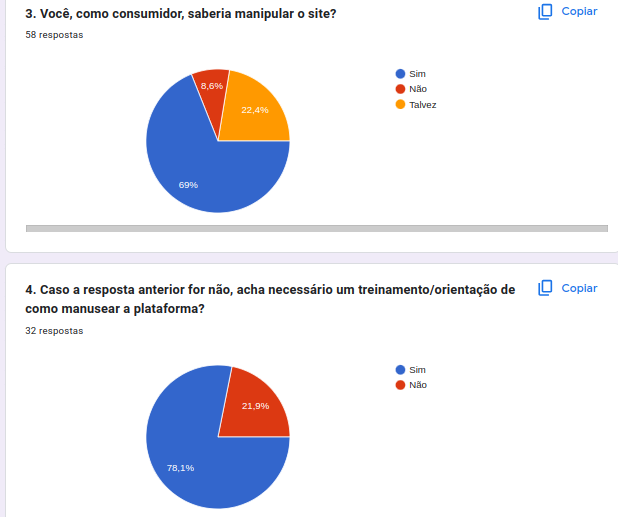 3. Você, como consumidor, saberia manipular o site?
Copiar
58 respostas
Sim
Não
Talvez
8,6%
22,4%
69%
4. Caso a resposta anterior for não, acha necessário um treinamento/orientação de
como manusear a plataforma?
Copiar
32 respostas
Sim
Não
21,9%
78,1%